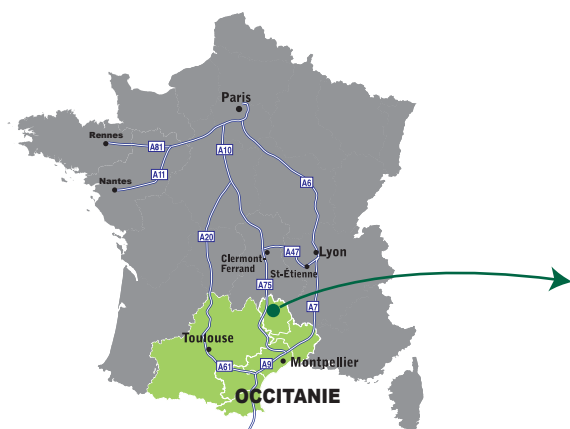 Paris
Rennes
A81
A10
A11
Nantes
A6
A20
Clermont-
Ferrand
A47
Lyon
St-Étienne
A75
A7
Toulouse
A61
A9
Montpellier
OCCITANIE